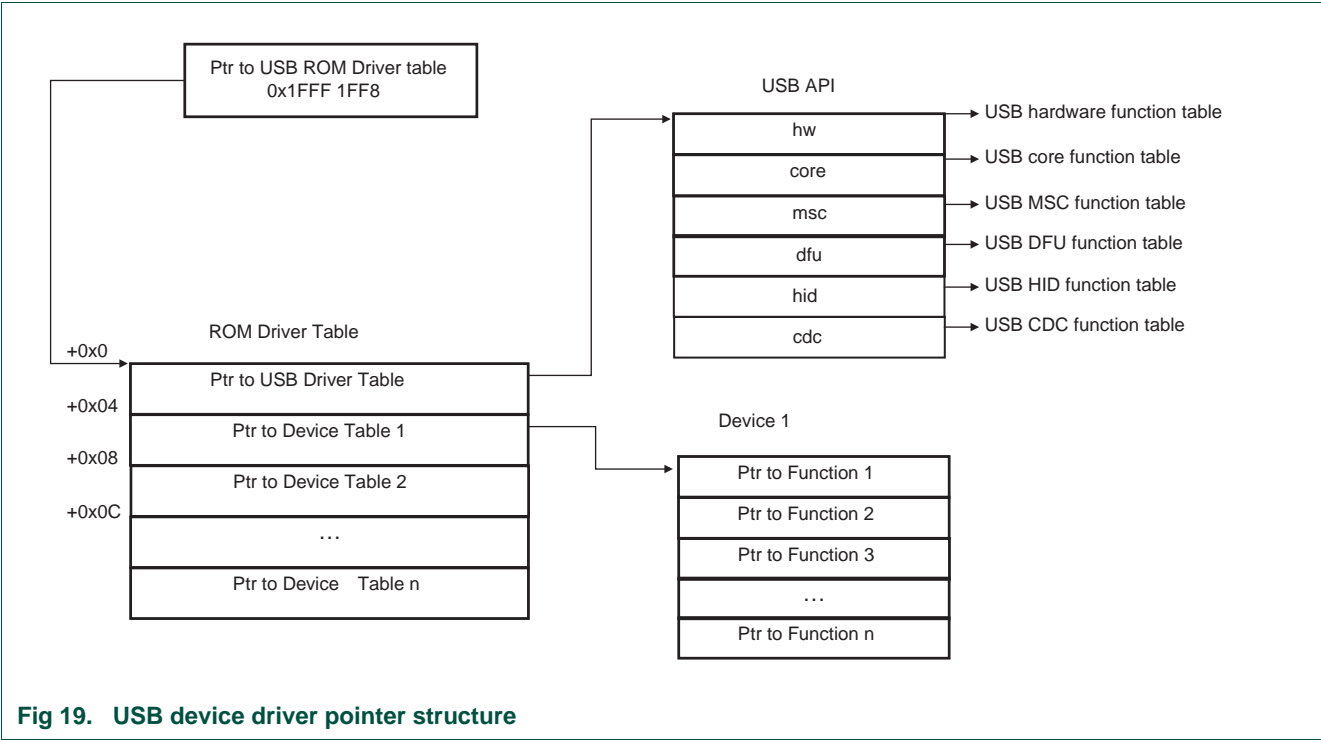 Ptr to USB ROM Driver table
0x1FFF 1FF8
USB API
hw
core
msc
dfu
hid
cdc
USB hardware function table
USB core function table
USB MSC function table
USB DFU function table
USB HID function table
USB CDC function table
ROM Driver Table
+0x0
+0x04
+0x08
+0x0C
Ptr to USB Driver Table
Ptr to Device Table 1
Ptr to Device Table 2
...
Ptr to Device Table n
Device 1
Ptr to Function 1
Ptr to Function 2
Ptr to Function 3
...
Ptr to Function n
Fig 19. USB device driver pointer structure